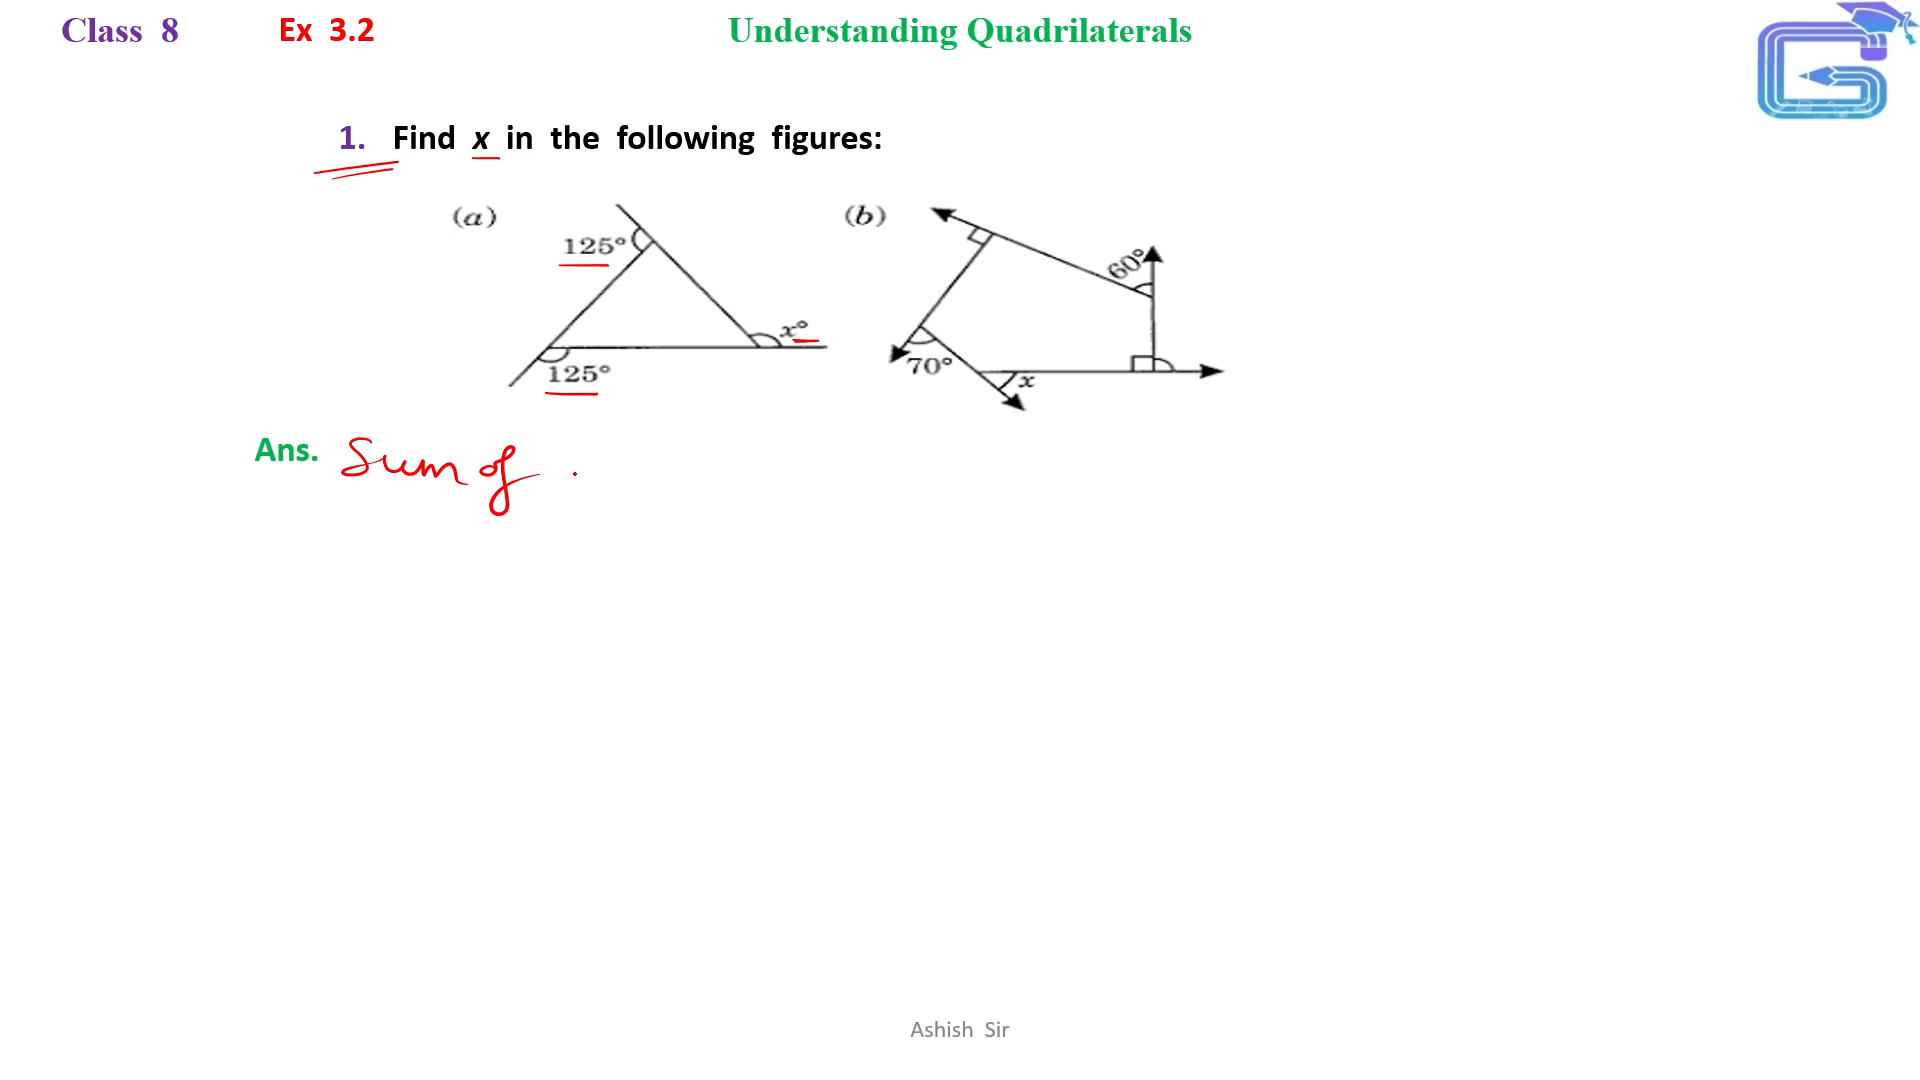 Class 8 Ex 3.2 Understanding Quadrilaterals
1. Find x in the following figures:
(a) (b)
125° 60°
x°
125° 70° x
Ans. Sum of
Ashish Sir